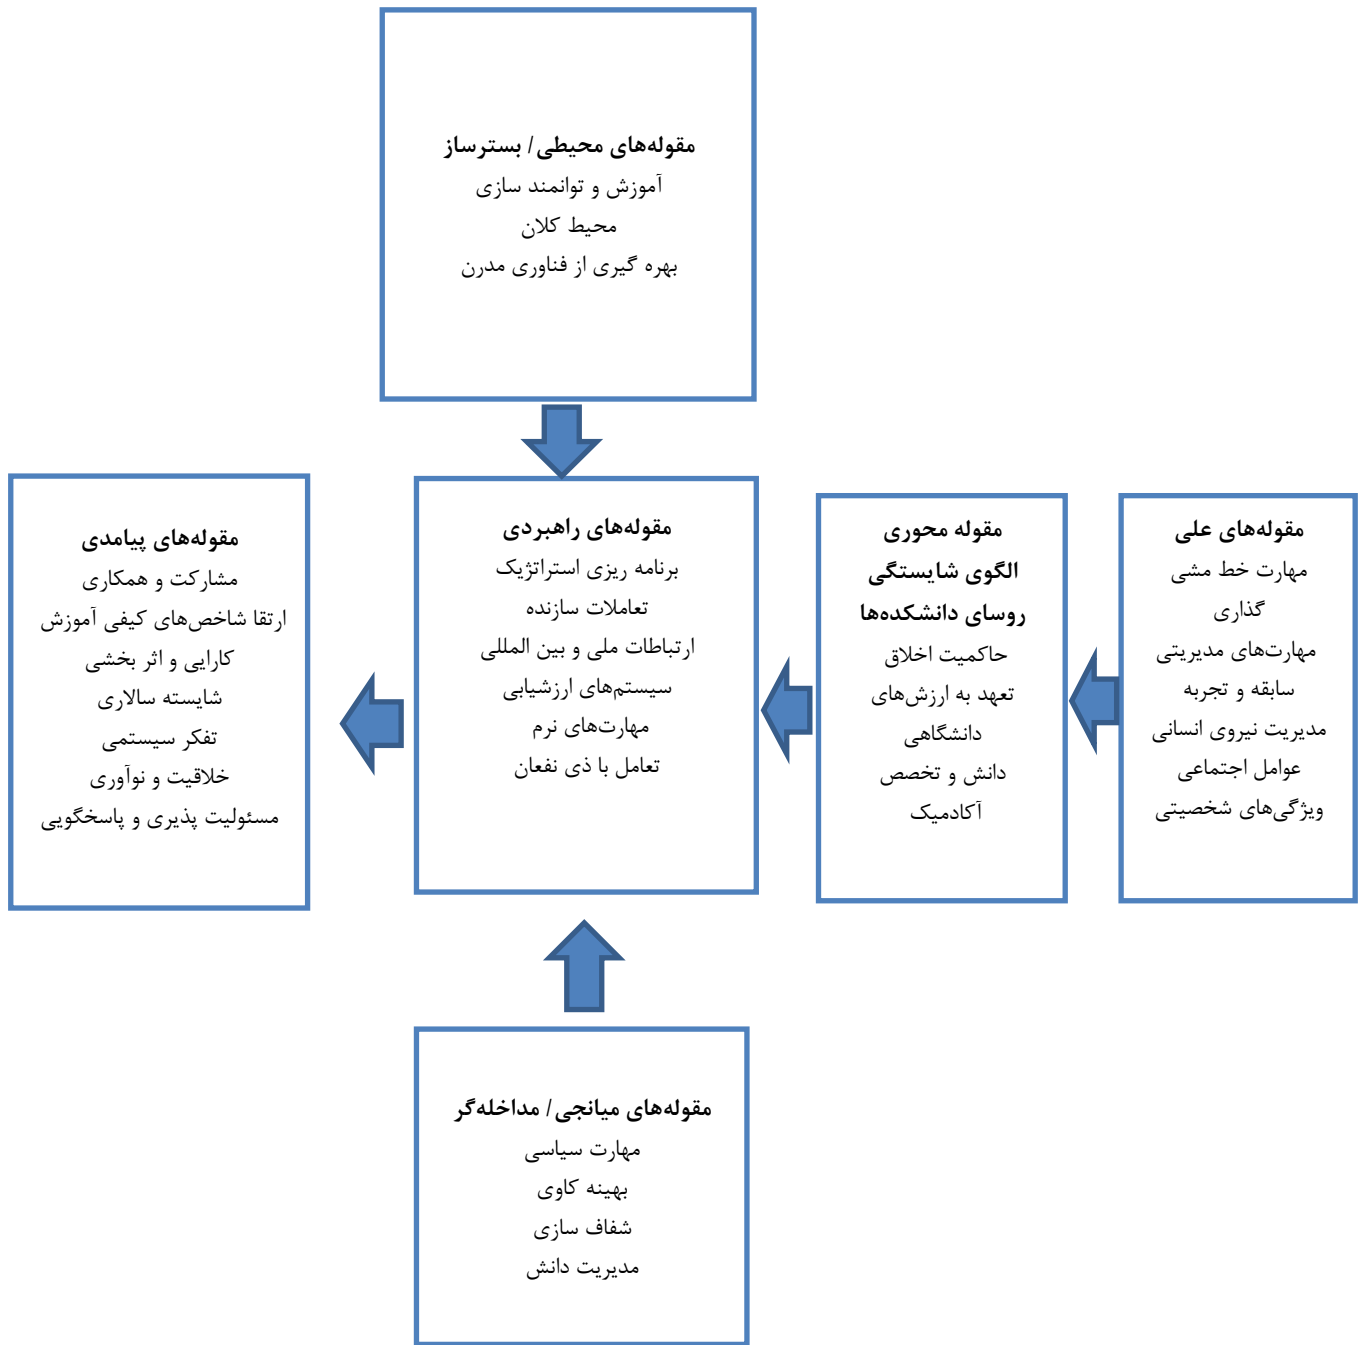 مقوله‌های محیطی/ بسترساز
آموزش و توانمند سازی
محیط کلان
بهره گیری از فناوری مدرن
مقوله‌های علی
مهارت خط مشی
گذاری
مهارت‌های مدیریتی
سابقه و تجربه
مدیریت نیروی انسانی
عوامل اجتماعی
ویژگی‌های شخصیتی
مقوله محوری
الگوی شایستگی
روسای دانشکده‌ها
حاکمیت اخلاق
تعهد به ارزش‌های
دانشگاهی
دانش و تخصص
آکادمیک
مقوله‌های راهبردی
برنامه ریزی استراتژیک
تعاملات سازنده
ارتباطات ملی و بین المللی
سیستم‌های ارزشیابی
مهارت‌های نرم
تعامل با ذی نفعان
مقوله‌های پیامدی
مشارکت و همکاری
ارتقا شاخص‌های کیفی آموزش
کارایی و اثر بخشی
شایسته سالاری
تفکر سیستمی
خلاقیت و نوآوری
مسئولیت پذیری و پاسخگویی
مقوله‌های میانجی/ مداخله‌گر
مهارت سیاسی
بهینه کاوی
شفاف سازی
مدیریت دانش